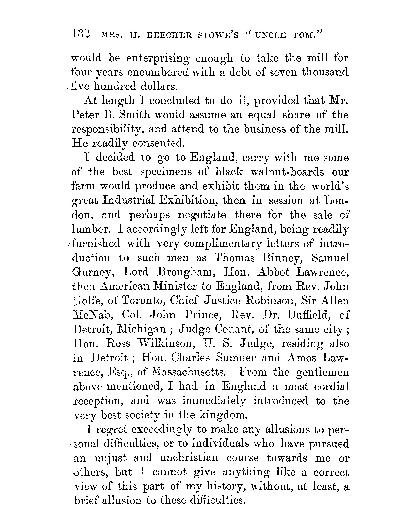 132 MRS. H. BEECHER STOWE'S "UNCLE TOM."
would be enterprising enough to take the mill for
four years encumbered with a debt of seven thousand
five hundred dollars.
At length I concluded to do it, provided that Mr.
Peter B. Smith would assume an equal share of the
responsibility, and attend to the business of the mill.
He readily consented.
I decided to go to England, carry with me some
of the best specimens of black walnut-boards our
farm would produce and exhibit them in the world's
great Industrial Exhibition, then in session at Lon-
don, and perhaps negotiate there for the sale of
lumber. I accordingly left for England, being readily
furnished with very complimentary letters of intro-
duction to such men as Thomas Binney, Samuel
Gurney, Lord Brougham, Hon. Abbot Lawrence,
then American Minister to England, from Rev. John
Rolfe, of Toronto, Chief Justice Robinson, Sir Allen
McNab, Col. John Prince, Rev. Dr. Duffield, of
Detroit, Michigan; Judge Conant, of the same city;
Hon. Ross Wilkinson, U. S. Judge, residing also
in Detroit; Hon. Charles Sumner and Amos Law-
rence, Esq., of Massachusetts. From the gentlemen
above mentioned, I had in England a most cordial
reception, and was immediately introduced to the
very best society in the kingdom.
I regret exceedingly to make any allusions to per-
sonal difficulties, or to individuals who have pursued
an unjust and unchristian course towards me or
others, but I cannot give anything like a correct
view of this part of my history, without, at least, a
brief allusion to these difficulties.